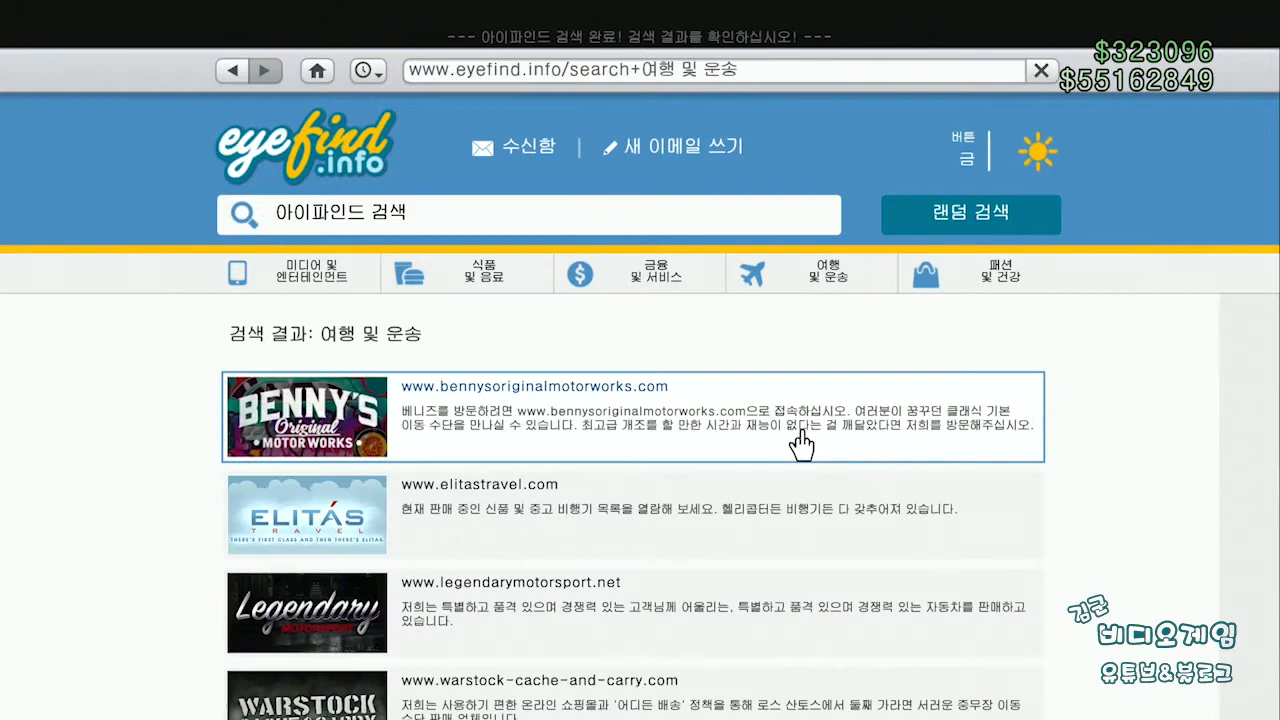 --- 아이파인드 검색 완료! 검색 결과를 확인하십시오! ---
$323096
www.eyefind.info/search+여행 및 운송
$55162849
eyefind
.info
수신함 | 새 이메일 쓰기
버튼
금
아이파인드 검색
랜덤 검색
미디어 및
엔터테인먼트
식품
및 음료
금융
및 서비스
여행
및 운송
패션
및 건강
검색 결과: 여행 및 운송
BENNY'S
Original
MOTOR WORKS
www.bennysoriginalmotorworks.com
베니즈를 방문하려면 www.bennysoriginalmotorworks.com으로 접속하십시오. 여러분이 꿈꾸던 클래식 기본
이동 수단을 만나실 수 있습니다. 최고급 개조를 할 만한 시간과 재능이 없다는 걸 깨달았다면 저희를 방문해주십시오.
ELITÁS
TRAVEL
THERE'S FIRST CLASS AND THEN THERE'S ELITAS.
www.elitastravel.com
현재 판매 중인 신품 및 중고 비행기 목록을 열람해 보세요. 헬리콥터든 비행기든 다 갖추어져 있습니다.
Legendary
MOTORSPORT
www.legendarymotorsport.net
저희는 특별하고 품격 있으며 경쟁력 있는 고객님께 어울리는, 특별하고 품격 있으며 경쟁력 있는 자동차를 판매하고
있습니다.
WARSTOCK
www.warstock-cache-and-carry.com
저희는 사용하기 편한 온라인 쇼핑몰과 '어디든 배송' 정책을 통해 로스 산토스에서 둘째 가라면 서러운 중무장 이동
수단 판매 업체입니다.
김군
비디오게임
유튜브&블로그